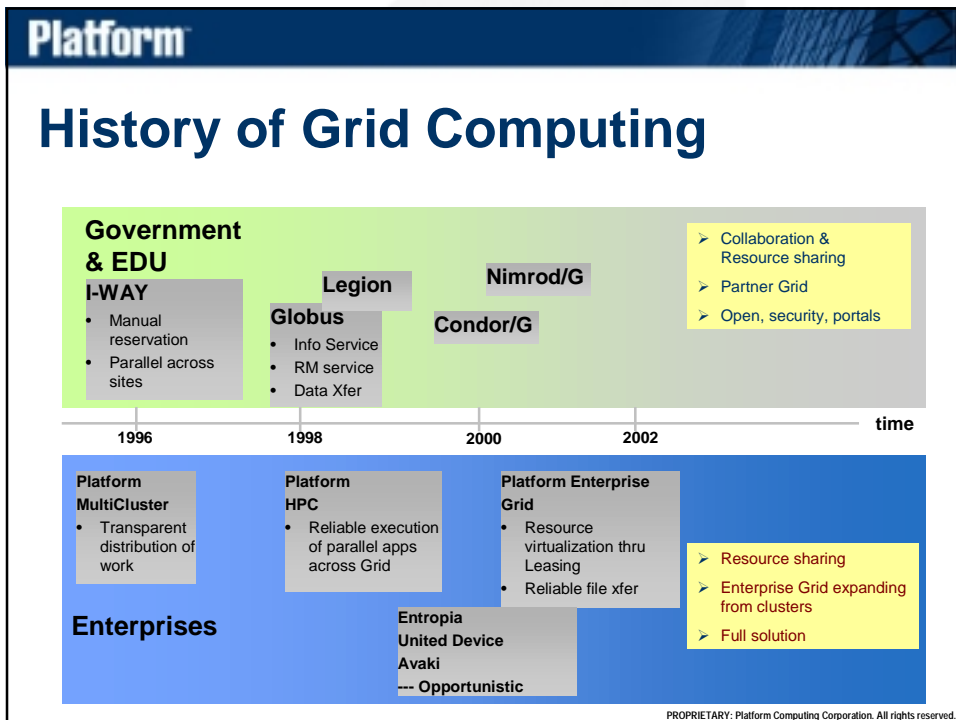 Platform
History of Grid Computing
Government
& EDU
I-WAY
• Manual
reservation
• Parallel across
sites
Legion
Globus
• Info Service
• RM service
• Data Xfer
Nimrod/G
Condor/G
➢ Collaboration &
Resource sharing
➢ Partner Grid
➢ Open, security, portals
time
1996
1998
2000
2002
Platform
MultiCluster
• Transparent
distribution of
work
Platform
HPC
• Reliable execution
of parallel apps
across Grid
Platform Enterprise
Grid
• Resource
virtualization thru
Leasing
• Reliable file xfer
Enterprises
Entropia
United Device
Avaki
--- Opportunistic
➢ Resource sharing
➢ Enterprise Grid expanding
from clusters
➢ Full solution
PROPRIETARY: Platform Computing Corporation. All rights reserved.